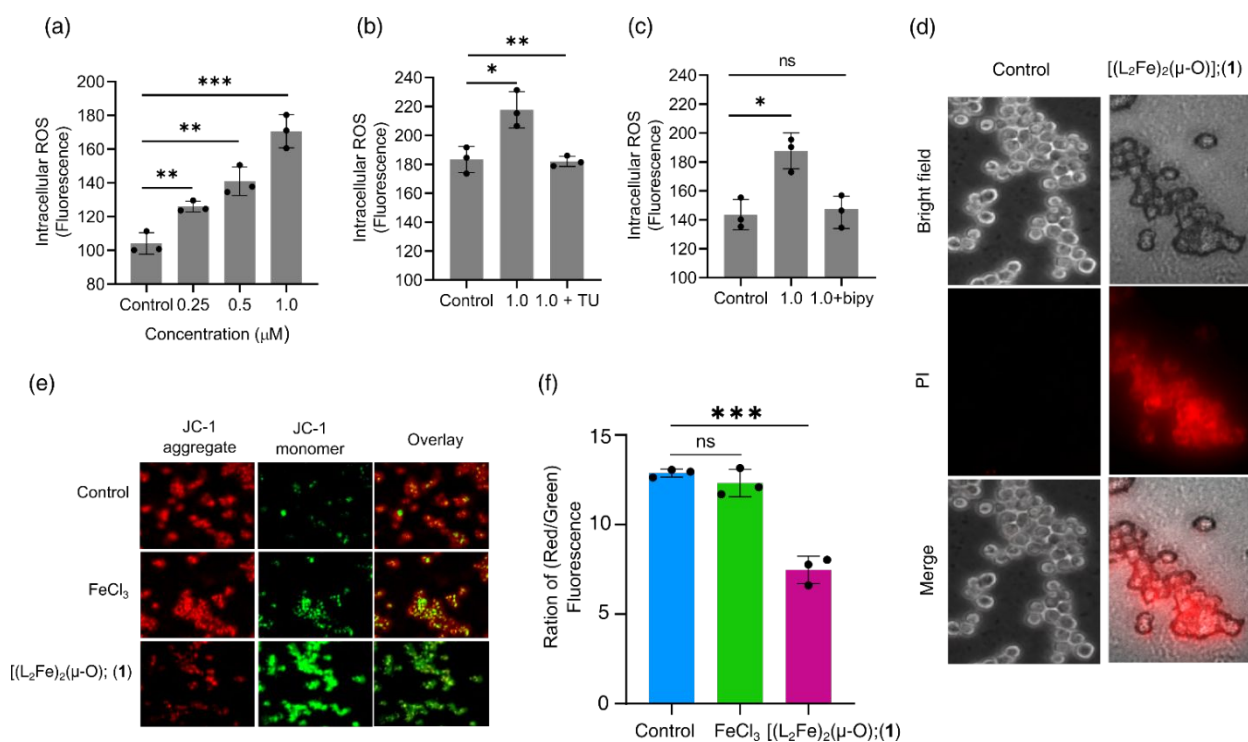 (a)
Intracellular ROS
(Fluorescence)
200
180
160
140
120
100
80
***
**
**
Control 0.25 0.5 1.0
Concentration (μM)
(b)
Intracellular ROS
(Fluorescence)
260
240
220
200
180
160
140
120
100
**
*
Control 1.0 1.0 + TU
(c)
Intracellular ROS
(Fluorescence)
260
240
220
200
180
160
140
120
100
ns
*
Control 1.0 1.0+bipy
(d)
Control [(L₂Fe)₂(μ-O)];(1)
Bright field
PI
Merge
(e)
JC-1
aggregate
JC-1
monomer
Overlay
Control
FeCl₃
[(L₂Fe)₂(μ-O); (1)
(f)
Ration of (Red/Green)
Fluorescence
15
10
5
0
***
ns
Control FeCl₃ [(L₂Fe)₂(μ-O);(1)